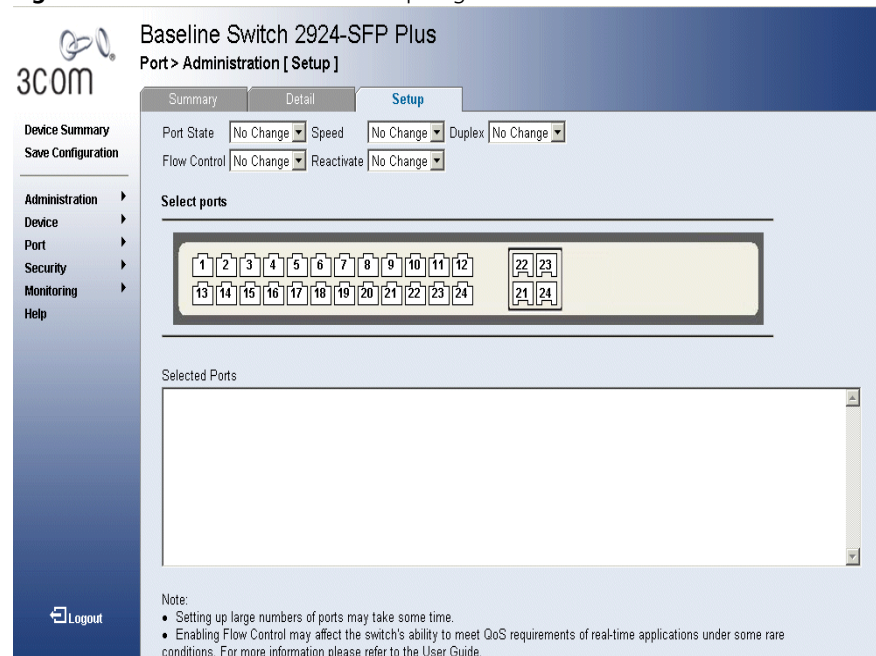 Baseline Switch 2924-SFP Plus
Port > Administration [ Setup ]
3COM
Summary Detail Setup
Device Summary
Save Configuration
Administration
Device
Port
Security
Monitoring
Help
Logout
Port State No Change Speed No Change Duplex No Change
Flow Control No Change Reactivate No Change
Select ports
1 2 3 4 5 6 7 8 9 10 11 12 22 23
13 14 15 16 17 18 19 20 21 22 23 24 21 24
Selected Ports
Note:
• Setting up large numbers of ports may take some time.
• Enabling Flow Control may affect the switch's ability to meet QoS requirements of real-time applications under some rare
conditions. For more information please refer to the User Guide.